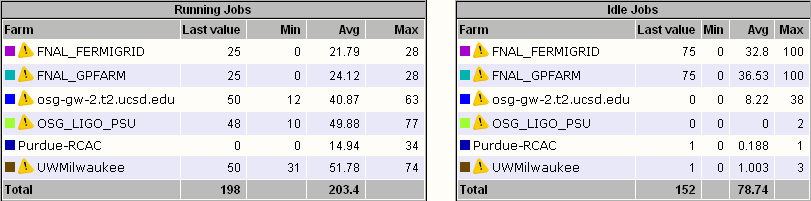 Running Jobs
Farm Last value Min Avg Max
FNAL_FERMIGRID 25 0 21.79 28
FNAL_GPFARM 25 0 24.12 28
osg-gw-2.t2.ucsd.edu 50 12 40.87 63
OSG_LIGO_PSU 48 10 49.88 77
Purdue-RCAC 0 0 14.94 34
UWMilwaukee 50 31 51.78 74
Total 198 203.4
Idle Jobs
Farm Last value Min Avg Max
FNAL_FERMIGRID 75 0 32.8 100
FNAL_GPFARM 75 0 36.53 100
osg-gw-2.t2.ucsd.edu 0 0 8.22 38
OSG_LIGO_PSU 0 0 0 2
Purdue-RCAC 1 0 0.188 1
UWMilwaukee 1 0 1.003 3
Total 152 78.74